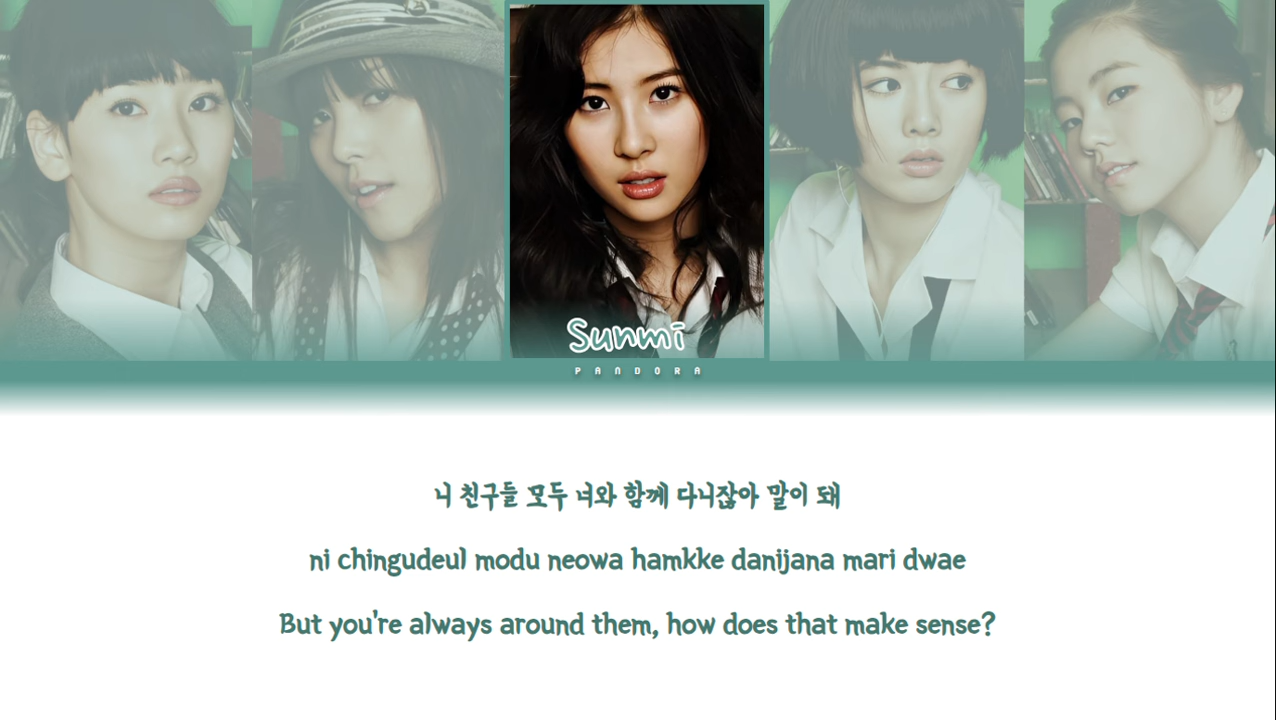 Sunmi
PANDORA
니 친구들 모두 너와 함께 다니잖아 말이 돼
ni chingudeul modu neowa hamkke danijana mari dwae
But you're always around them, how does that make sense?